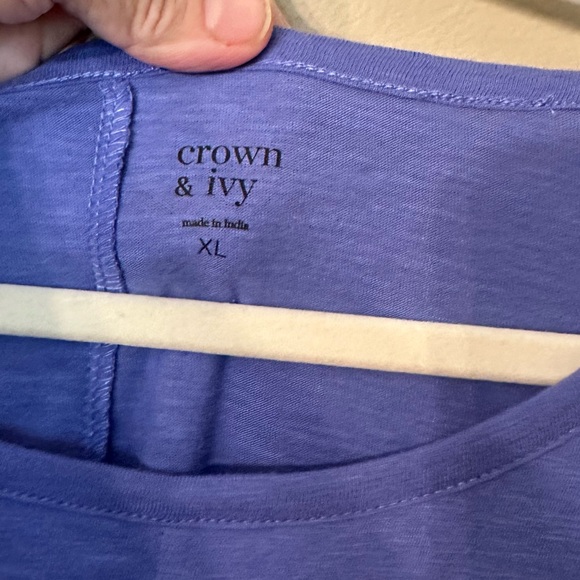 crown
& ivy
made in India
XL